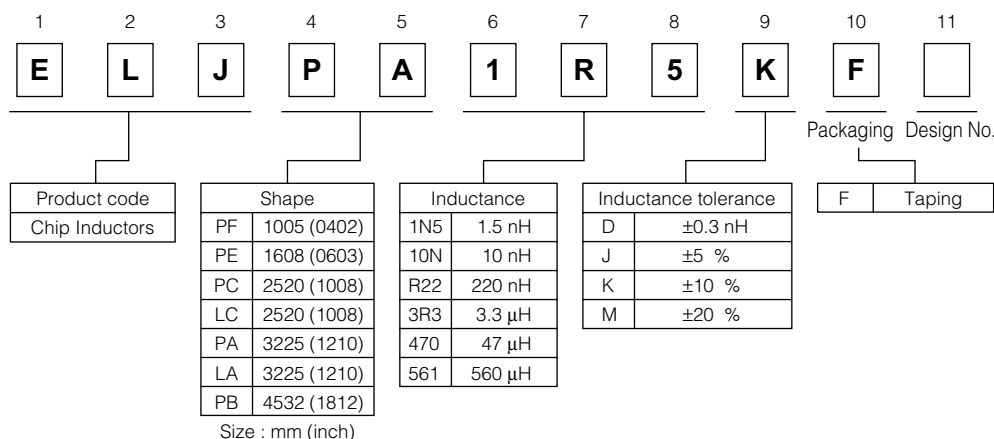 1 2 3 4 5 6 7 8 9 10 11
E L J P A 1 R 5 K F
Packaging Design No.
Product code
Chip Inductors
Shape
PF 1005 (0402)
PE 1608 (0603)
PC 2520 (1008)
LC 2520 (1008)
PA 3225 (1210)
LA 3225 (1210)
PB 4532 (1812)
Size : mm (inch)
Inductance
1N5 1.5 nH
10N 10 nH
R22 220 nH
3R3 3.3 μH
470 47 μH
561 560 μH
Inductance tolerance
D ±0.3 nH
J ±5 %
K ±10 %
M ±20 %
F Taping